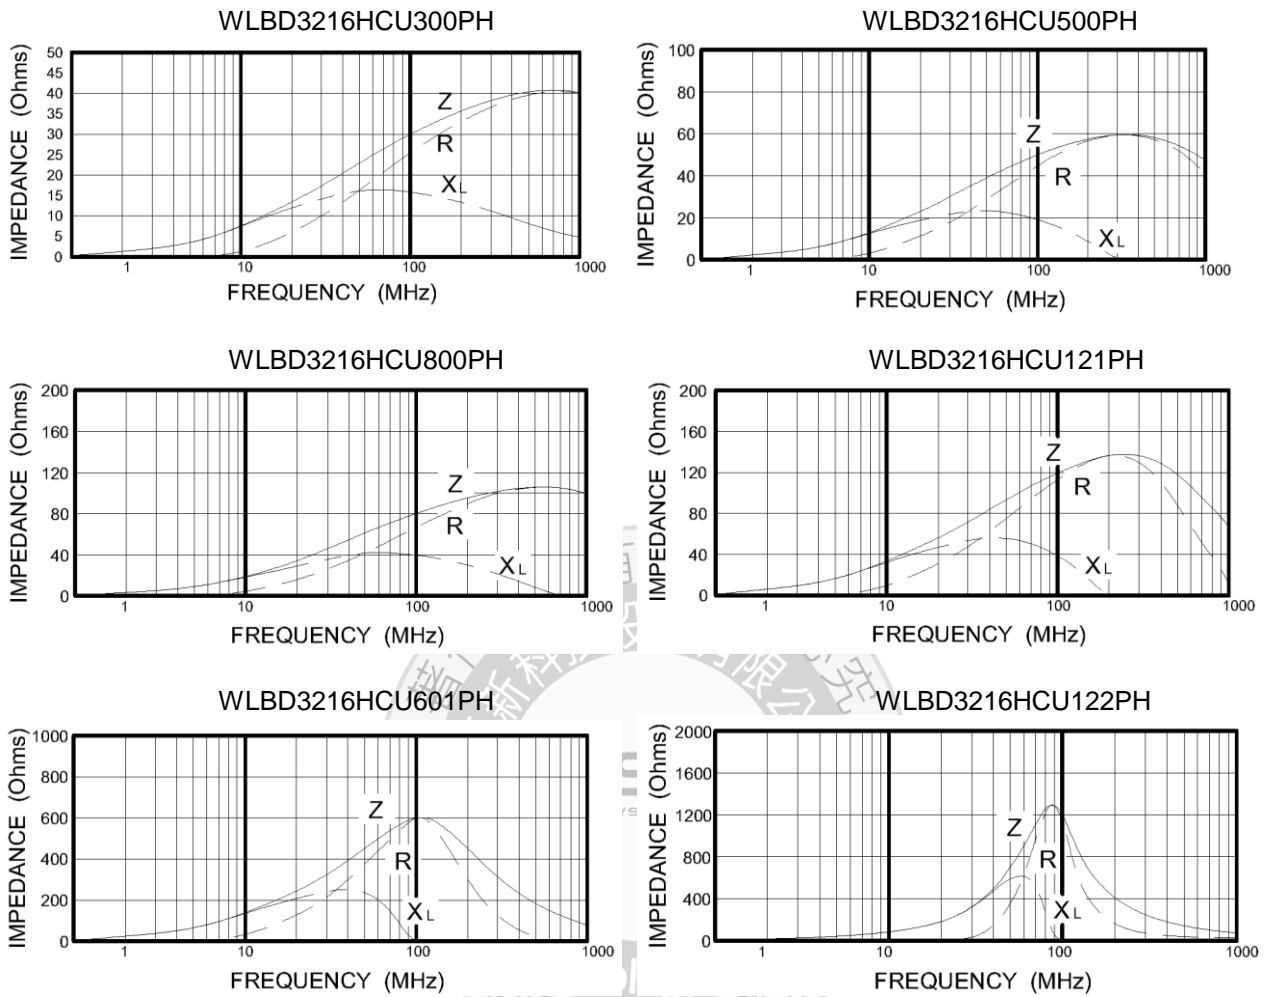 WLBD3216HCU300PH
IMPEDANCE (Ohms)
50
45
40
35
30
25
20
15
10
5
0
Z
R
XL
1
10
100
1000
FREQUENCY (MHz)
WLBD3216HCU500PH
IMPEDANCE (Ohms)
100
80
60
40
20
0
Z
R
XL
1
10
100
1000
FREQUENCY (MHz)
WLBD3216HCU800PH
IMPEDANCE (Ohms)
200
160
120
80
40
0
Z
R
XL
1
10
100
1000
FREQUENCY (MHz)
WLBD3216HCU121PH
IMPEDANCE (Ohms)
200
160
120
80
40
0
Z
R
XL
1
10
100
1000
FREQUENCY (MHz)
WLBD3216HCU601PH
IMPEDANCE (Ohms)
1000
800
600
400
200
0
Z
R
XL
1
10
100
1000
FREQUENCY (MHz)
WLBD3216HCU122PH
IMPEDANCE (Ohms)
2000
1600
1200
800
400
0
Z
R
XL
1
10
100
1000
FREQUENCY (MHz)